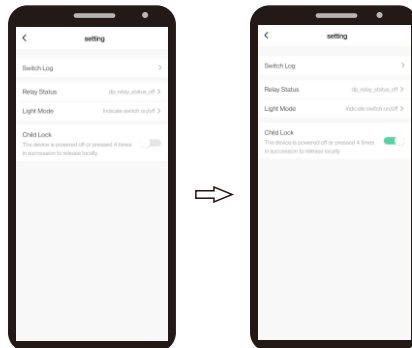 setting
Switch Log
Relay Status dp_relay_status_off
Light Mode Indicate switch on/off
Child Lock
The device is powered off or pressed 4 times
in succession to release locally
setting
Switch Log
Relay Status dp_relay_status_off
Light Mode Indicate switch on/off
Child Lock
The device is powered off or pressed 4 times
in succession to release locally